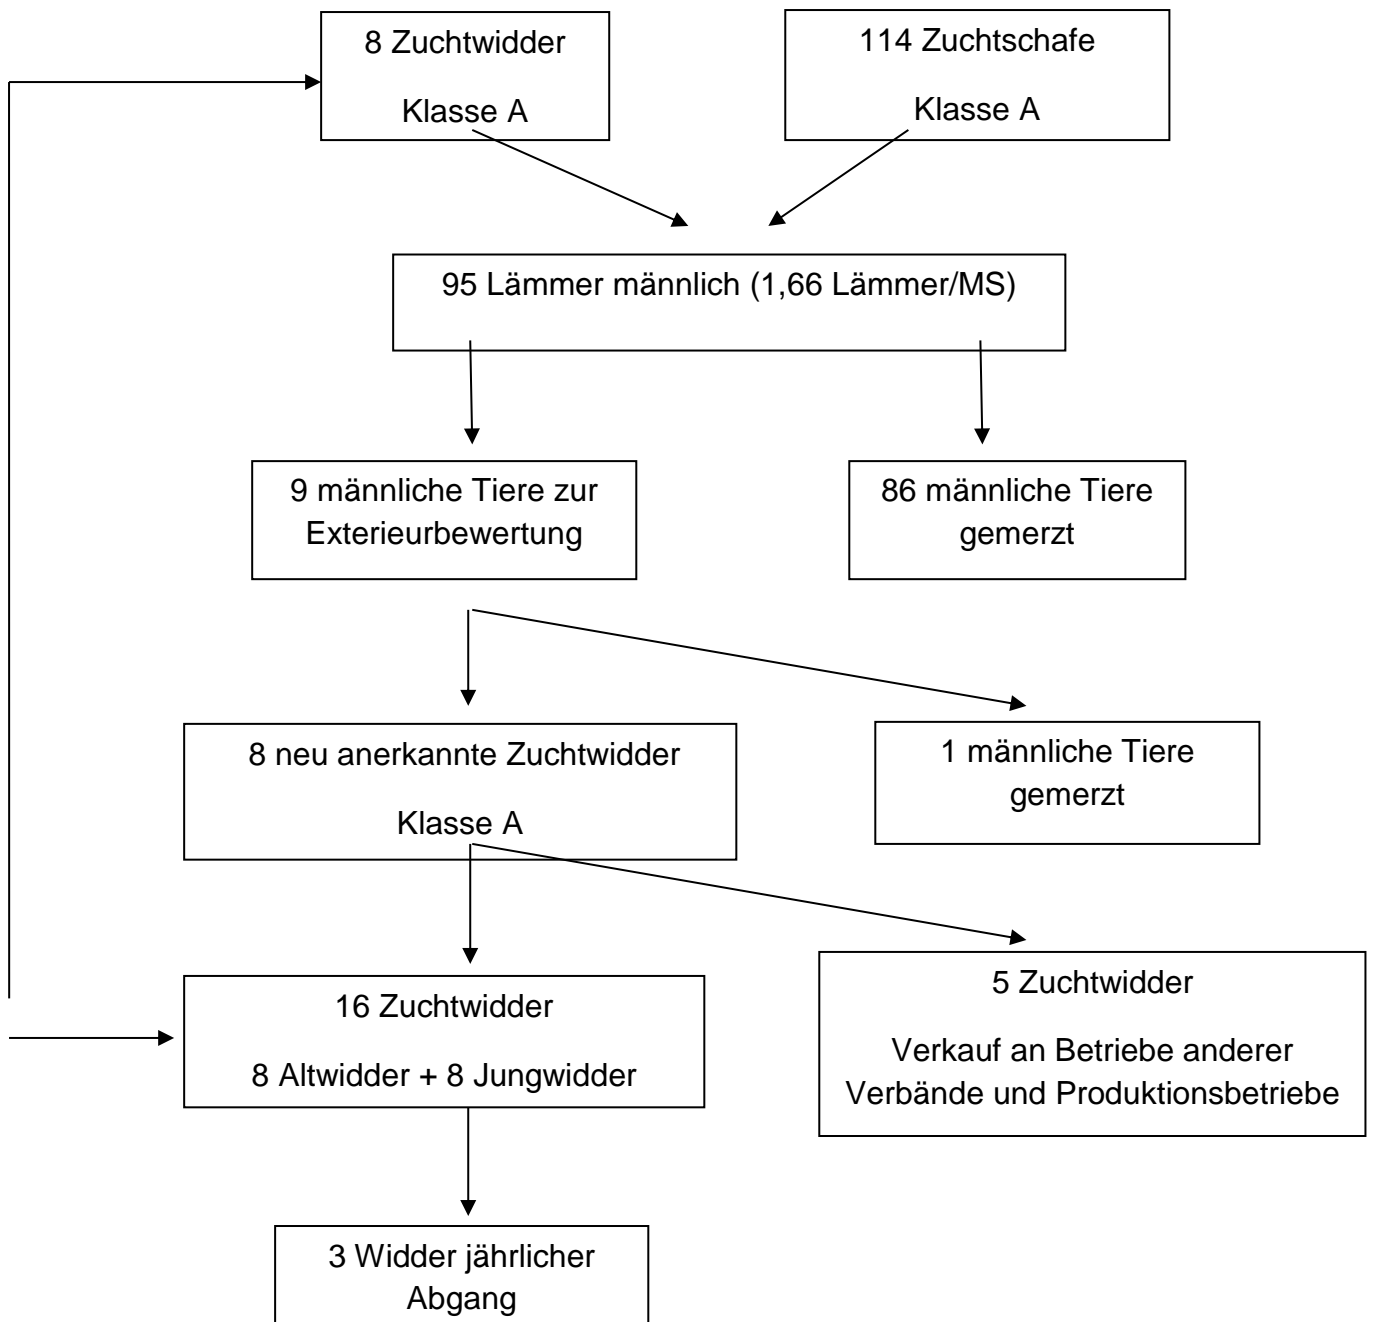 8 Zuchtwidder
Klasse A
114 Zuchtschafe
Klasse A
95 Lämmer männlich (1,66 Lämmer/MS)
9 männliche Tiere zur
Exterieurbewertung
86 männliche Tiere
gemerzt
8 neu anerkannte Zuchtwidder
Klasse A
1 männliche Tiere
gemerzt
16 Zuchtwidder
8 Altwidder + 8 Jungwidder
5 Zuchtwidder
Verkauf an Betriebe anderer
Verbände und Produktionsbetriebe
3 Widder jährlicher
Abgang